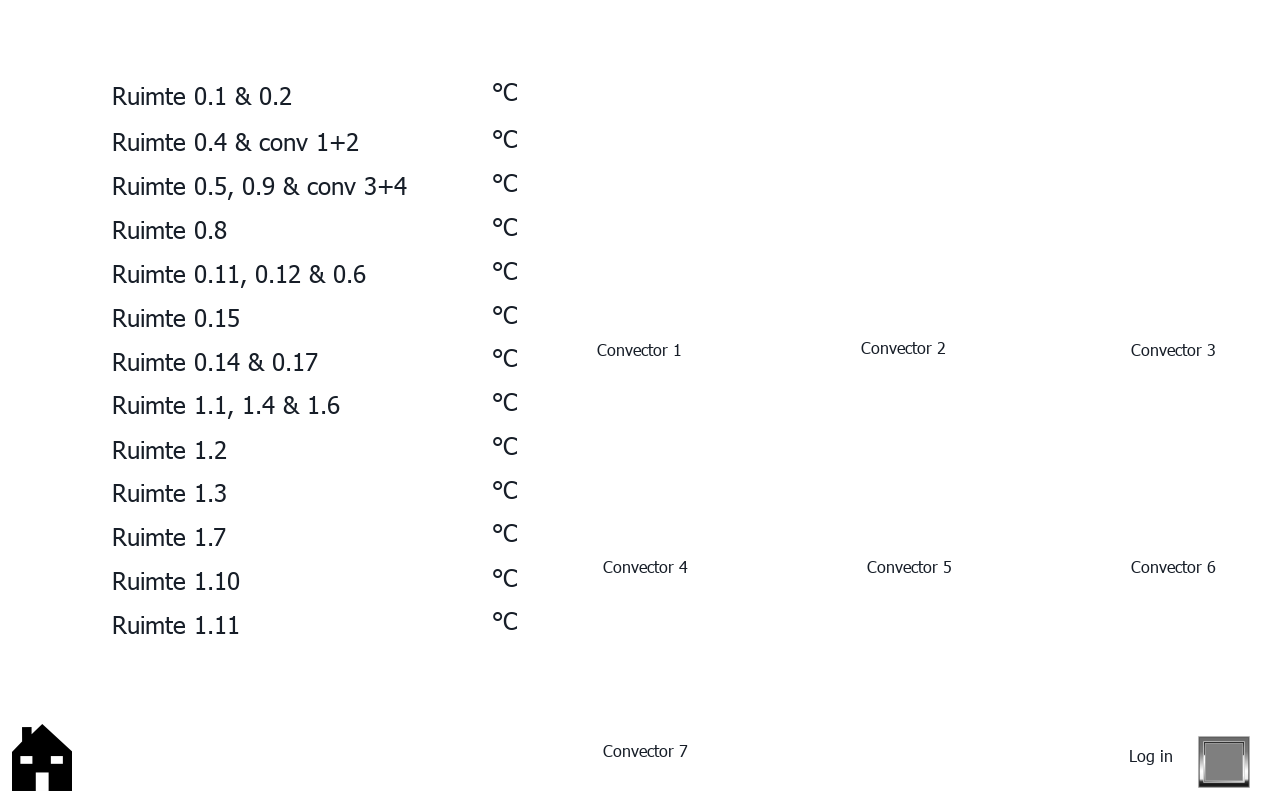 Ruimte 0.1 & 0.2 °C
Ruimte 0.4 & conv 1+2 °C
Ruimte 0.5, 0.9 & conv 3+4 °C
Ruimte 0.8 °C
Ruimte 0.11, 0.12 & 0.6 °C
Ruimte 0.15 °C
Ruimte 0.14 & 0.17 °C
Ruimte 1.1, 1.4 & 1.6 °C
Ruimte 1.2 °C
Ruimte 1.3 °C
Ruimte 1.7 °C
Ruimte 1.10 °C
Ruimte 1.11 °C
Convector 1
Convector 2
Convector 3
Convector 4
Convector 5
Convector 6
Convector 7
Log in